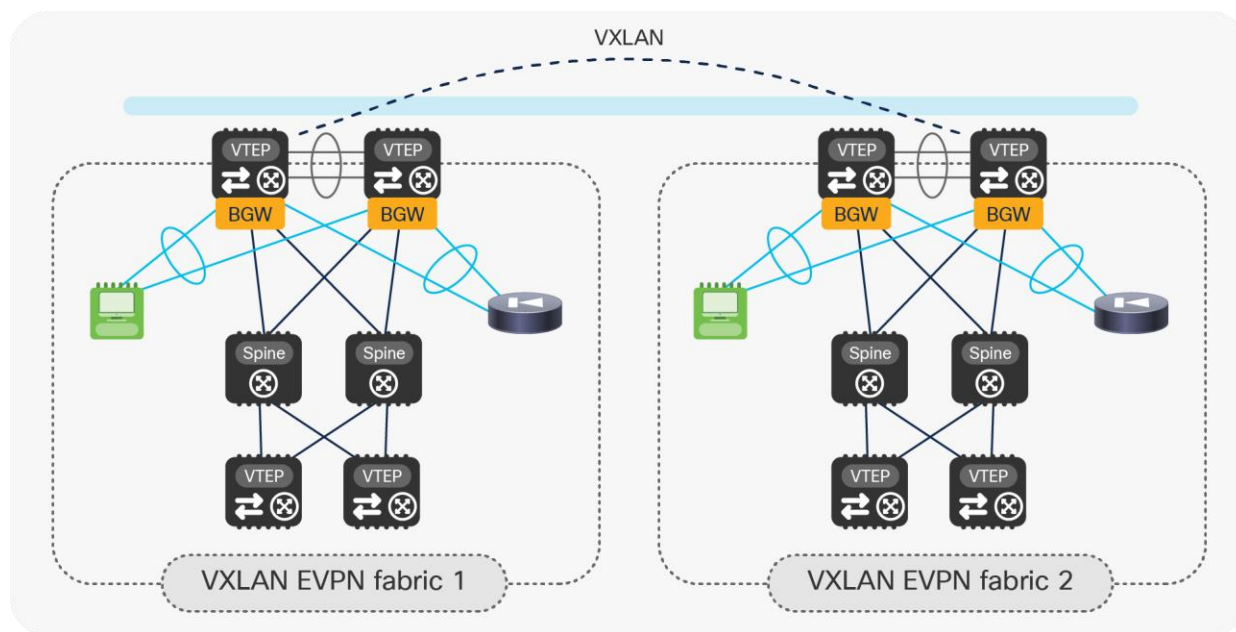 VXLAN
VTEP
VTEP
VTEP
VTEP
BGW
BGW
BGW
BGW
Spine
Spine
Spine
Spine
VTEP
VTEP
VTEP
VTEP
VXLAN EVPN fabric 1
VXLAN EVPN fabric 2